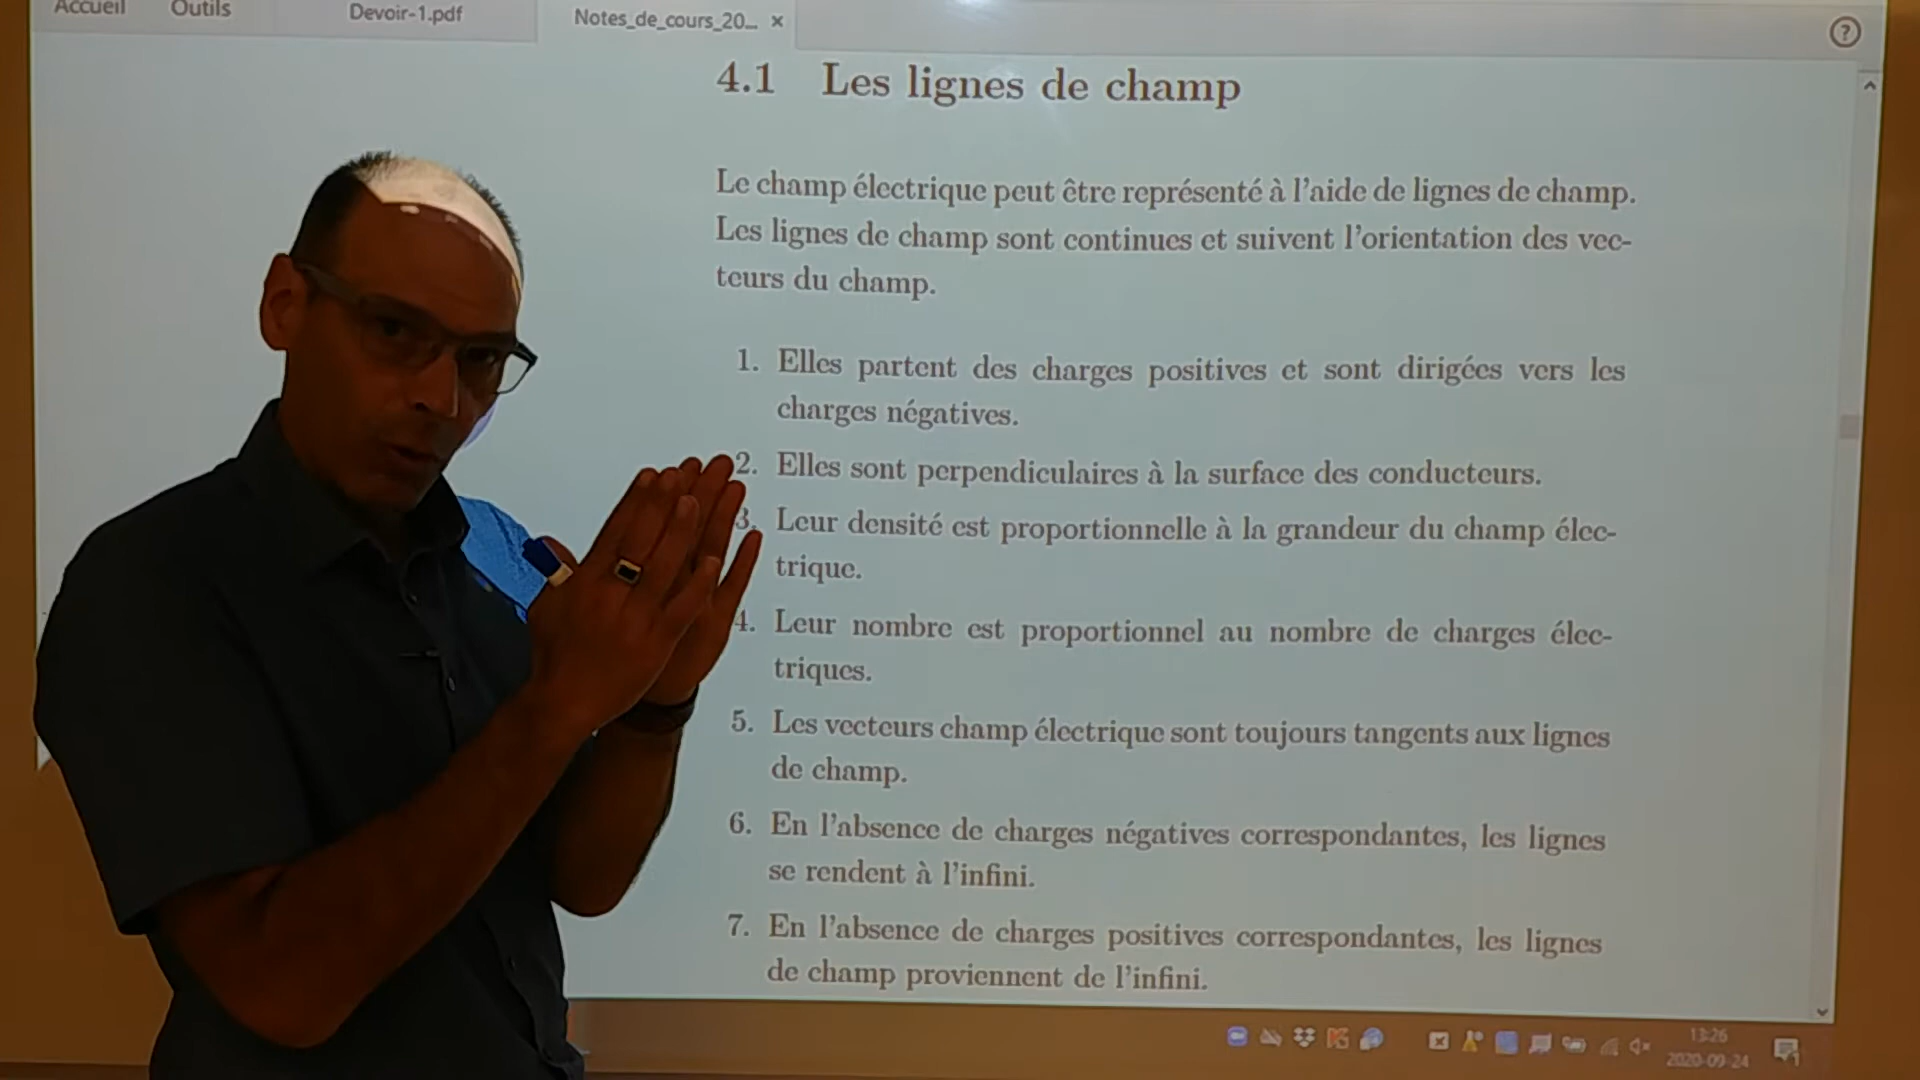 Accueil Outils Devoir-1.pdf Notes_de_cours_20... ×
?
4.1 Les lignes de champ
Le champ électrique peut être représenté à l'aide de lignes de champ.
Les lignes de champ sont continues et suivent l'orientation des vec-
teurs du champ.
1. Elles partent des charges positives et sont dirigées vers les
charges négatives.
2. Elles sont perpendiculaires à la surface des conducteurs.
3. Leur densité est proportionnelle à la grandeur du champ élec-
trique.
4. Leur nombre est proportionnel au nombre de charges élec-
triques.
5. Les vecteurs champ électrique sont toujours tangents aux lignes
de champ.
6. En l'absence de charges négatives correspondantes, les lignes
se rendent à l'infini.
7. En l'absence de charges positives correspondantes, les lignes
de champ proviennent de l'infini.
13:26
2020-09-24